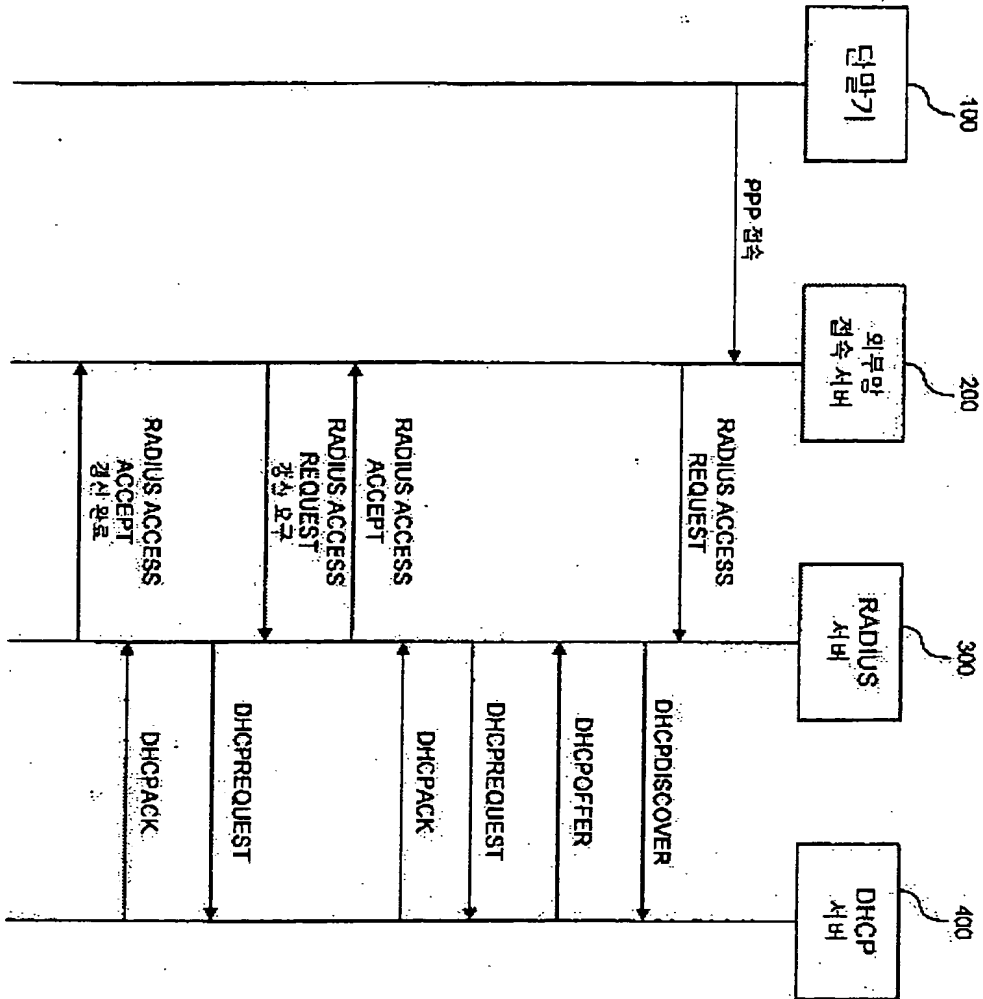 100
200
300
400
단말기
외부망
접속 서버
RADIUS
서버
DHCP
서버
PPP 접속
RADIUS ACCESS
REQUEST
DHCPDISCOVER
DHCPOFFER
DHCPREQUEST
DHCPACK
RADIUS ACCESS
ACCEPT
RADIUS ACCESS
REQUEST
갱신 요구
DHCPREQUEST
DHCPACK
RADIUS ACCESS
ACCEPT
갱신 완료